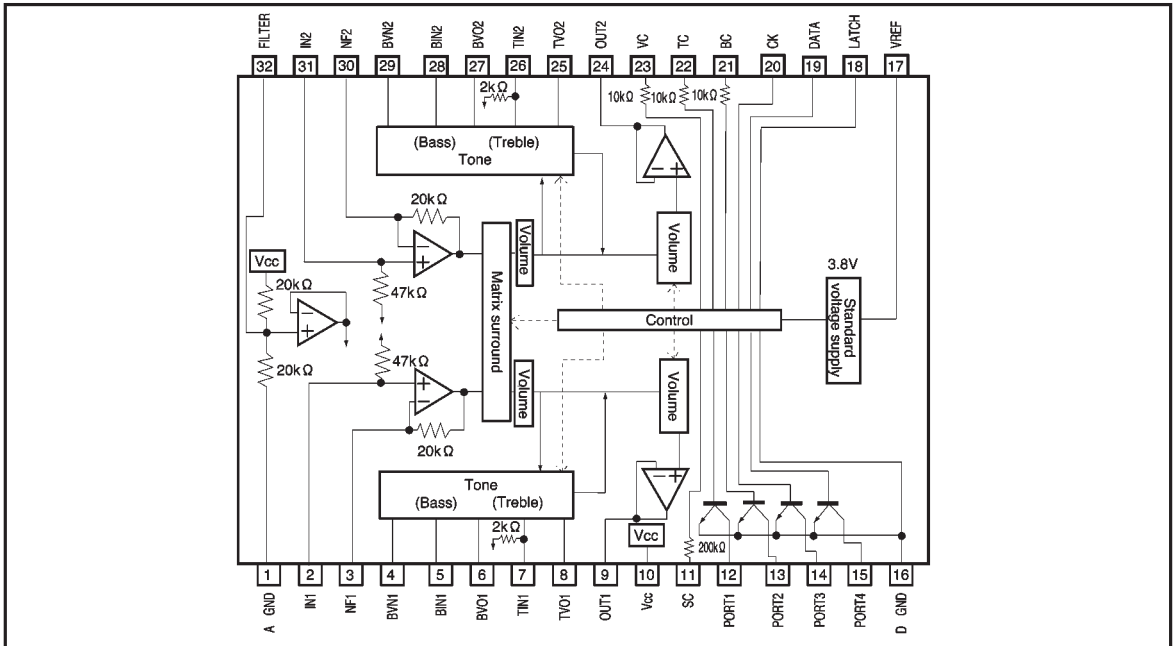 FILTER IN2 NF2 BVN2 BIN2 BVO2 TIN2 TVO2 OUT2 VC TC BC CK DATA LATCH VREF
32 31 30 29 28 27 26 25 24 23 22 21 20 19 18 17
2kΩ
10kΩ 10kΩ 10kΩ
(Bass) (Treble)
Tone
− +
20kΩ
−
+
Volume
Volume
Vcc
20kΩ
47kΩ
−
+
Matrix surround
Control
3.8V
Standard
voltage supply
20kΩ
47kΩ
+
−
Volume
Volume
20kΩ
Tone
(Bass) (Treble)
− +
2kΩ
Vcc
200kΩ
1 2 3 4 5 6 7 8 9 10 11 12 13 14 15 16
A GND IN1 NF1 BVN1 BIN1 BVO1 TIN1 TVO1 OUT1 Vcc SC PORT1 PORT2 PORT3 PORT4 D GND